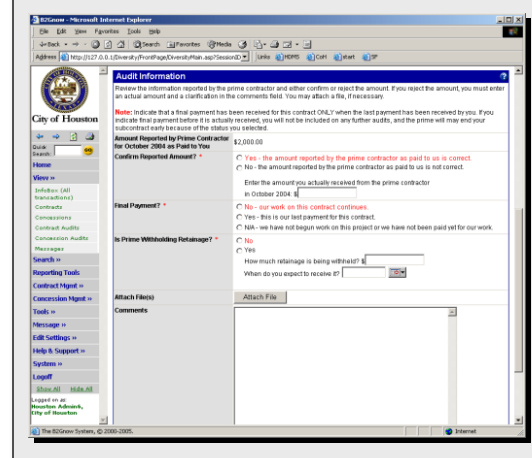 B2Gnow - Microsoft Internet Explorer
File Edit View Favorites Tools Help
Back Search Favorites Media
Address http://127.0.0.1/Diversity/FrontPage/DiversityMain.asp?SessionID Links HDMS CoH start SF
City of Houston
Quick
Search:
Home
View »
InfoBox (All
transactions)
Contracts
Concessions
Contract Audits
Concession Audits
Messages
Search »
Reporting Tools
Contract Mgmt »
Concession Mgmt »
Tools »
Message »
Edit Settings »
Help & Support »
System »
Logoff
Show All Hide All
Logged on as:
Houston Admin6,
City of Houston
Audit Information
Review the information reported by the prime contractor and either confirm or reject the amount. If you reject the amount, you must enter
an actual amount and a clarification in the comments field. You may attach a file, if necessary.
Note: Indicate that a final payment has been received for this contract ONLY when the last payment has been received by you. If you
indicate final payment before it is actually received, you will not be included on any further audits, and the prime will may end your
subcontract early because of the status you selected.
Amount Reported by Prime Contractor
for October 2004 as Paid to You
$2,000.00
Confirm Reported Amount? *
Yes - the amount reported by the prime contractor as paid to us is correct.
No - the amount reported by the prime contractor as paid to us is not correct.
Enter the amount you actually received from the prime contractor
in October 2004: $
Final Payment? *
No - our work on this contract continues.
Yes - this is our last payment for this contract.
N/A - we have not begun work on this project or we have not been paid yet for our work.
Is Prime Withholding Retainage? *
No
Yes
How much retainage is being withheld? $
When do you expect to receive it?
Attach File(s)
Attach File
Comments
The B2Gnow System, © 2000-2005.
Internet